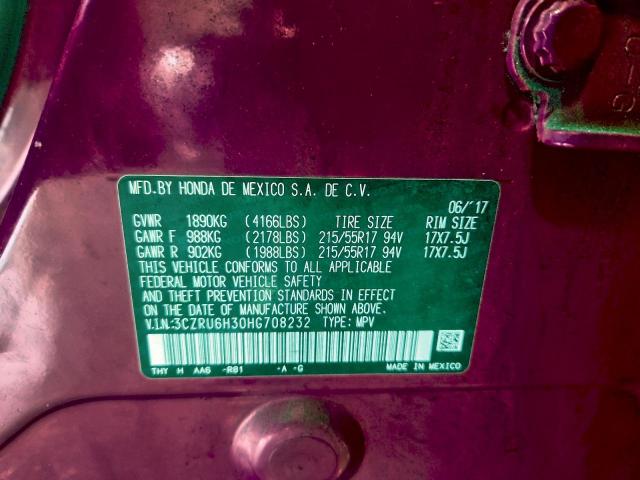 MFD.BY HONDA DE MEXICO S.A. DE C.V.
06/'17
GVWR 1890KG (4166LBS) TIRE SIZE RIM SIZE
GAWR F 988KG (2178LBS) 215/55R17 94V 17X7.5J
GAWR R 902KG (1988LBS) 215/55R17 94V 17X7.5J
THIS VEHICLE CONFORMS TO ALL APPLICABLE
FEDERAL MOTOR VEHICLE SAFETY
AND THEFT PREVENTION STANDARDS IN EFFECT
ON THE DATE OF MANUFACTURE SHOWN ABOVE.
V.I.N.:3CZRU6H30HG708232 TYPE: MPV
THY H AA6 -R81 -A -G MADE IN MEXICO